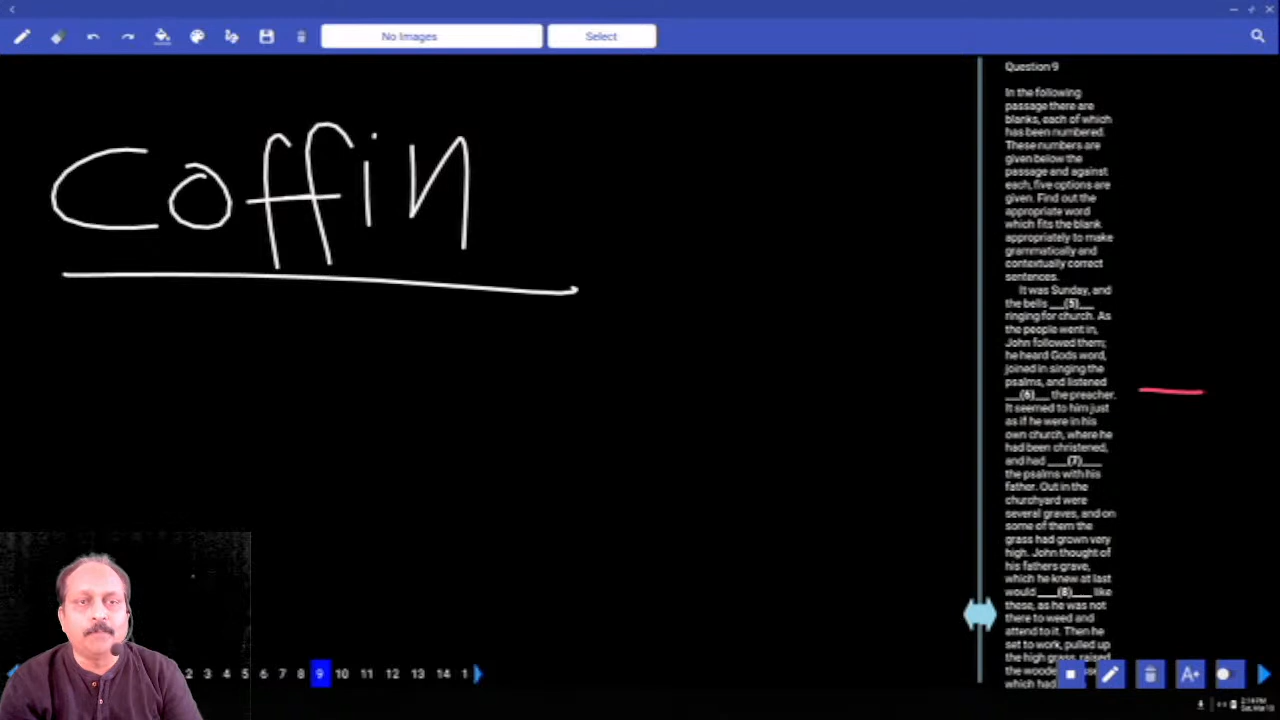 No Images
Select
Coffin
Question 9
In the following
passage there are
blanks, each of which
has been numbered.
These numbers are
given below the
passage and against
each, five options are
given. Find out the
appropriate word
which fits the blank
appropriately to make
grammatically and
contextually correct
sentences.
It was Sunday, and
the bells __(5)__
ringing for church. As
the people went in,
John followed them;
he heard Gods word,
joined in singing the
psalms, and listened
__(6)__ the preacher.
It seemed to him just
as if he were in his
own church, where he
had been christened,
and had ___(7)___
the psalms with his
father. Out in the
churchyard were
several graves, and on
some of them the
grass had grown very
high. John thought of
his fathers grave,
which he knew at last
would ___(8)___ like
these, as he was not
there to weed and
attend to it. Then he
set to work, pulled up
the high grass, raised
the woode
which had
2 3 4 5 6 7 8 9 10 11 12 13 14 1
A+